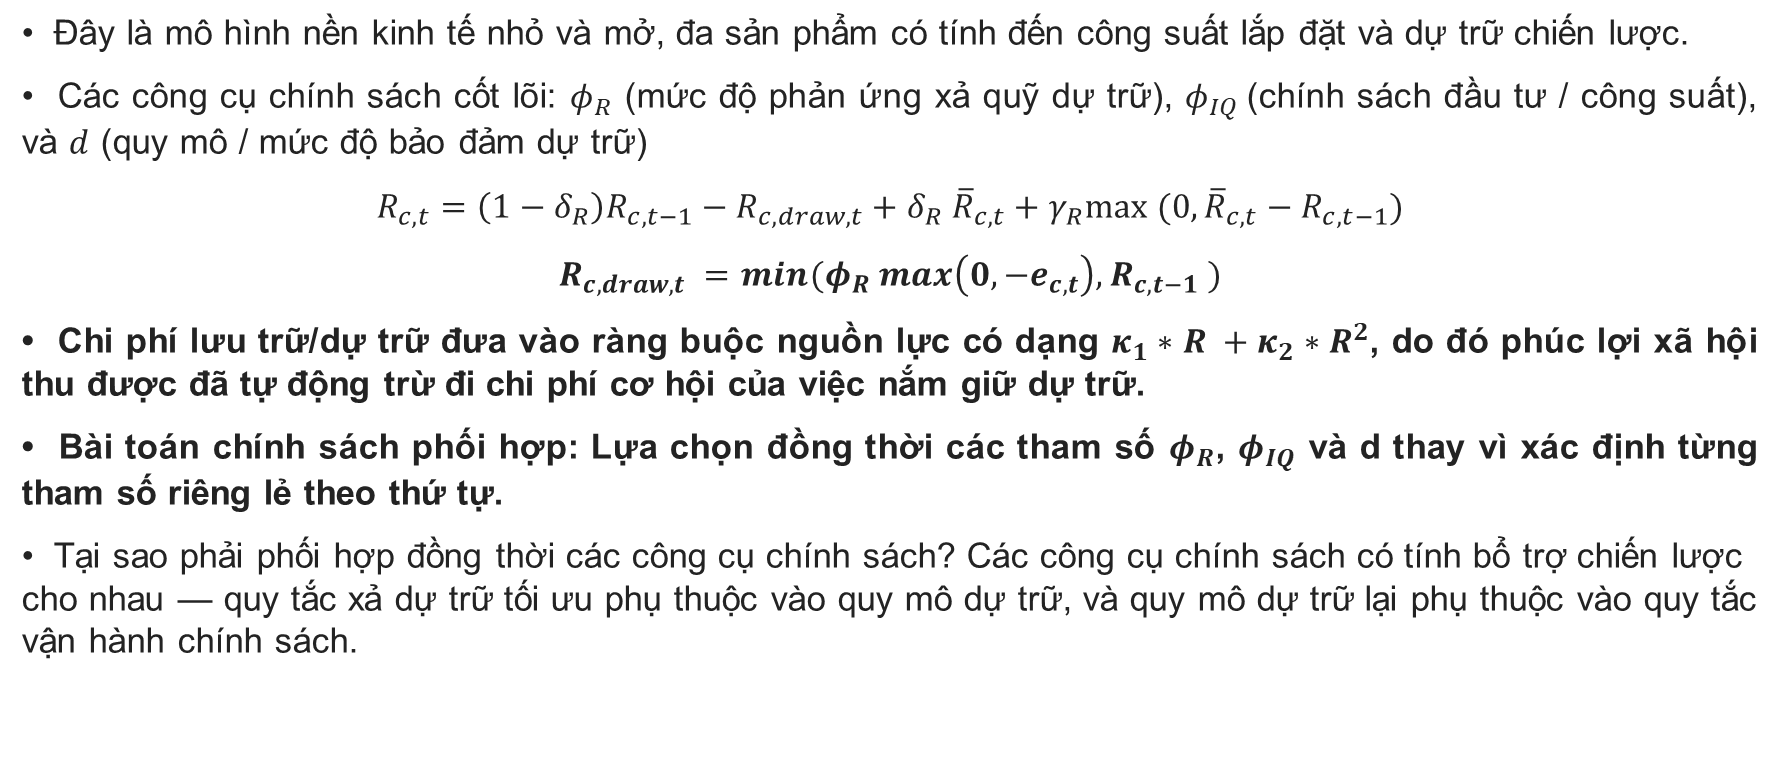 • Đây là mô hình nền kinh tế nhỏ và mở, đa sản phẩm có tính đến công suất lắp đặt và dự trữ chiến lược.
• Các công cụ chính sách cốt lõi: ϕ_R (mức độ phản ứng xả quỹ dự trữ), ϕ_IQ (chính sách đầu tư / công suất),
và d (quy mô / mức độ bảo đảm dự trữ)
R_{c,t} = (1 − δ_R)R_{c,t−1} − R_{c,draw,t} + δ_R R̄_{c,t} + γ_R max (0, R̄_{c,t} − R_{c,t−1})
R_{c,draw,t} = min(ϕ_R max(0, −e_{c,t}), R_{c,t−1} )
• Chi phí lưu trữ/dự trữ đưa vào ràng buộc nguồn lực có dạng κ₁ ∗ R + κ₂ ∗ R², do đó phúc lợi xã hội
thu được đã tự động trừ đi chi phí cơ hội của việc nắm giữ dự trữ.
• Bài toán chính sách phối hợp: Lựa chọn đồng thời các tham số ϕ_R, ϕ_IQ và d thay vì xác định từng
tham số riêng lẻ theo thứ tự.
• Tại sao phải phối hợp đồng thời các công cụ chính sách? Các công cụ chính sách có tính bổ trợ chiến lược
cho nhau — quy tắc xả dự trữ tối ưu phụ thuộc vào quy mô dự trữ, và quy mô dự trữ lại phụ thuộc vào quy tắc
vận hành chính sách.